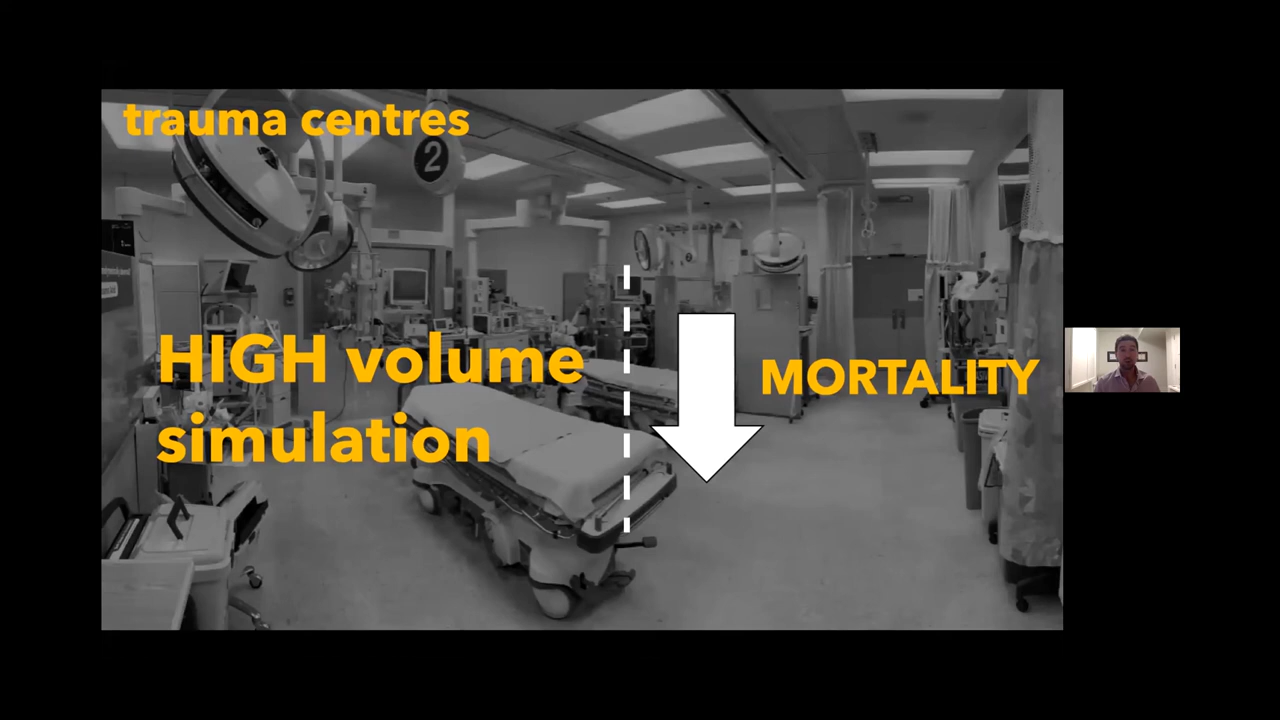 trauma centres
2
HIGH volume
simulation
MORTALITY